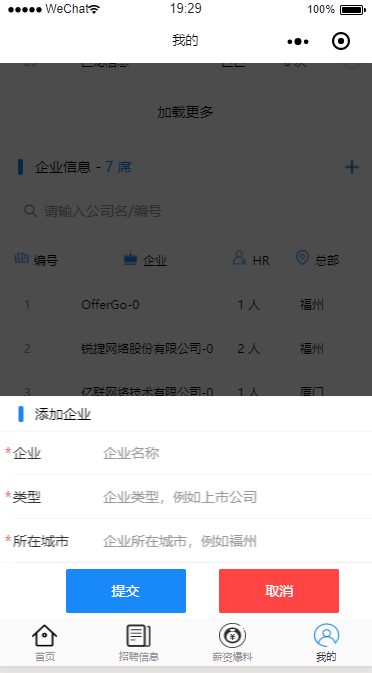 WeChat 19:29 100%
我的
加载更多
企业信息 - 7 席
请输入公司名/编号
编号 企业 HR 总部
1 OfferGo-0 1 人 福州
2 锐捷网络股份有限公司-0 2 人 福州
3 亿联网络技术有限公司-0 1 人 厦门
添加企业
*企业 企业名称
*类型 企业类型，例如上市公司
*所在城市 企业所在城市，例如福州
提交 取消
首页 招聘信息 薪资爆料 我的